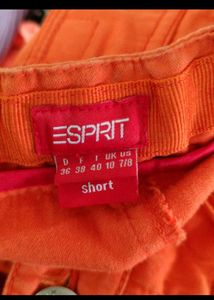 ESPRIT
D F I UK US
36 38 40 10 7/8
short